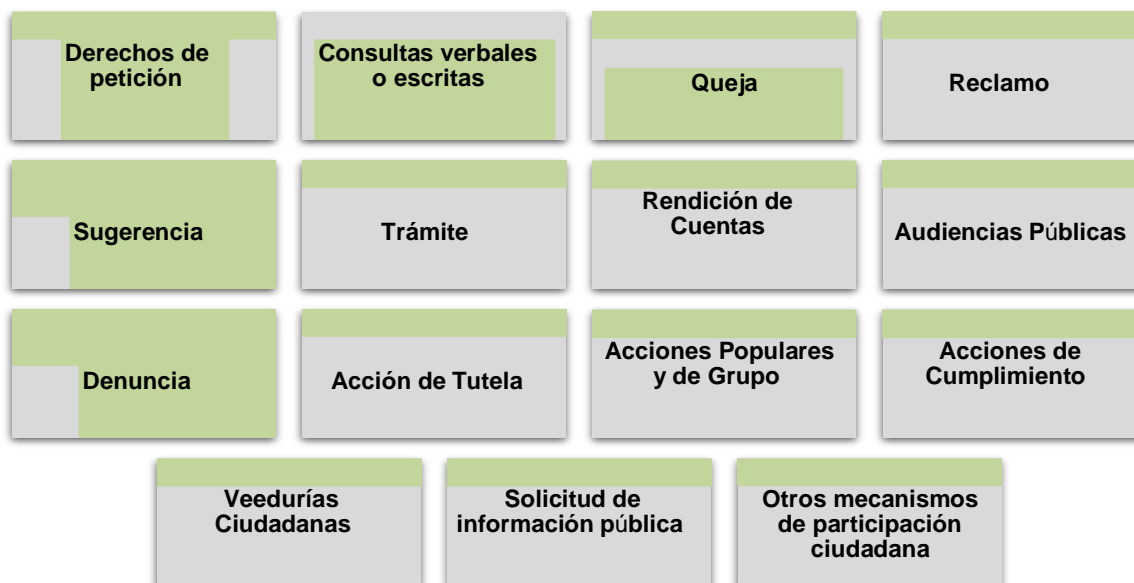 Derechos de
petición
Consultas verbales
o escritas
Queja
Reclamo
Sugerencia
Trámite
Rendición de
Cuentas
Audiencias Públicas
Denuncia
Acción de Tutela
Acciones Populares
y de Grupo
Acciones de
Cumplimiento
Veedurías
Ciudadanas
Solicitud de
información pública
Otros mecanismos
de participación
ciudadana